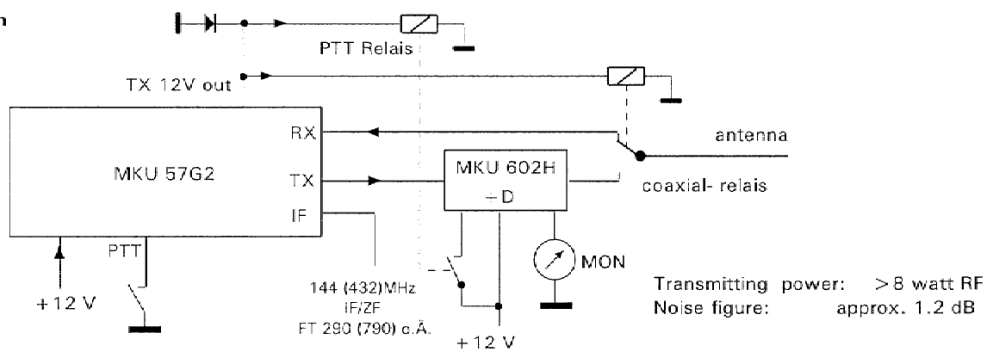 n
PTT Relais
TX 12V out
RX
antenna
MKU 57G2
TX
MKU 602H
coaxial- relais
+D
IF
PTT
MON
+12 V
144 (432)MHz
IF/ZF
FT 290 (790) o.Ä.
+12 V
Transmitting power: >8 watt RF
Noise figure: approx. 1.2 dB